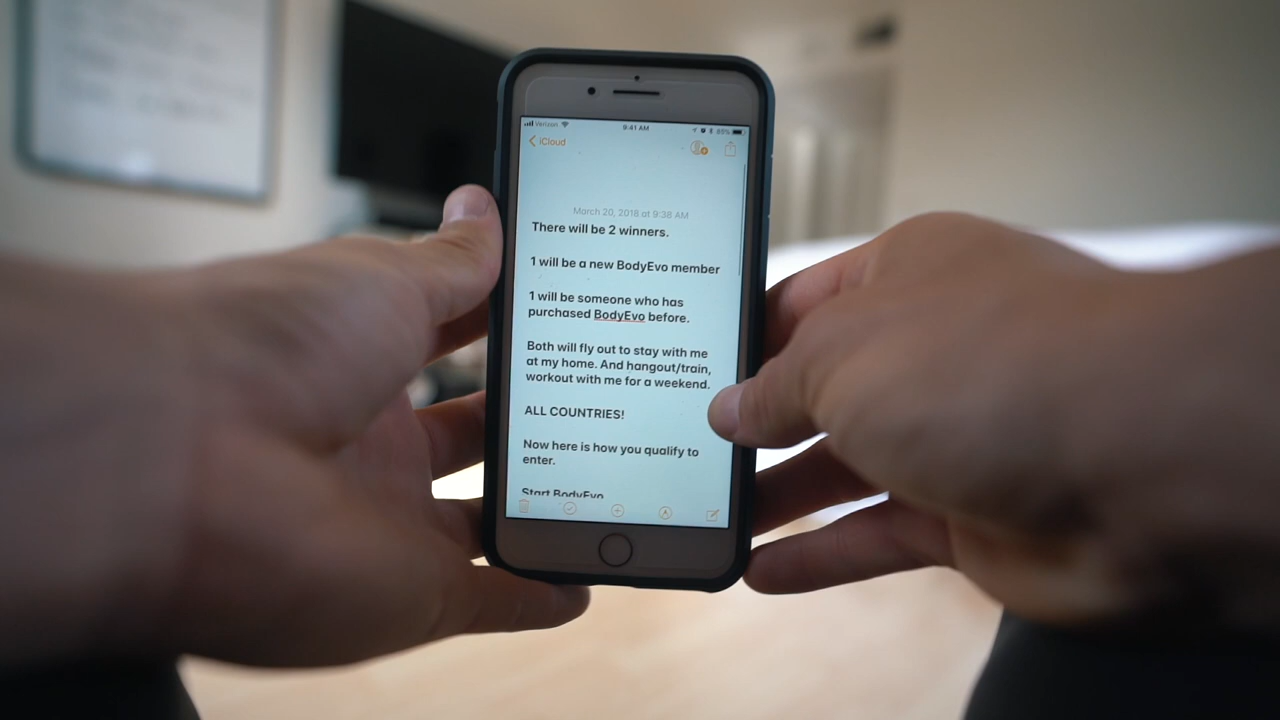 Verizon 9:41 AM 85%
iCloud
March 20, 2018 at 9:38 AM
There will be 2 winners.
1 will be a new BodyEvo member
1 will be someone who has
purchased BodyEvo before.
Both will fly out to stay with me
at my home. And hangout/train,
workout with me for a weekend.
ALL COUNTRIES!
Now here is how you qualify to
enter.
Start BodyEvo